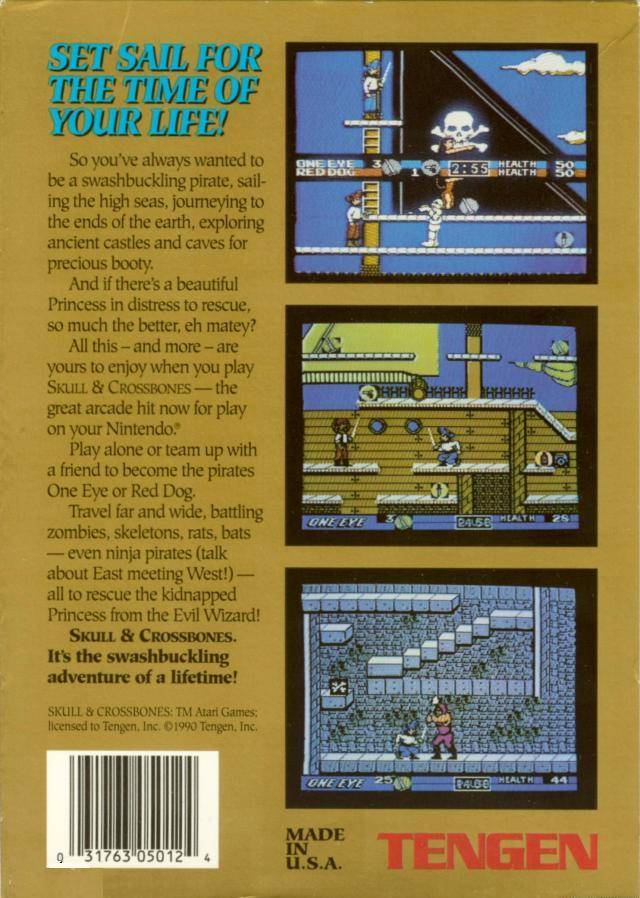 SET SAIL FOR
THE TIME OF
YOUR LIFE!
So you've always wanted to
be a swashbuckling pirate, sail-
ing the high seas, journeying to
the ends of the earth, exploring
ancient castles and caves for
precious booty.
And if there's a beautiful
Princess in distress to rescue,
so much the better, eh matey?
All this – and more – are
yours to enjoy when you play
SKULL & CROSSBONES — the
great arcade hit now for play
on your Nintendo.®
Play alone or team up with
a friend to become the pirates
One Eye or Red Dog.
Travel far and wide, battling
zombies, skeletons, rats, bats
— even ninja pirates (talk
about East meeting West!) —
all to rescue the kidnapped
Princess from the Evil Wizard!
SKULL & CROSSBONES.
It's the swashbuckling
adventure of a lifetime!
SKULL & CROSSBONES: TM Atari Games;
licensed to Tengen, Inc. ©1990 Tengen, Inc.
0 31763 05012 4
ONE EYE 3 2:55 HEALTH 50
RED DOG 1 HEALTH 50
ONE EYE 3 HEALTH 28
ONE EYE 25 HEALTH 44
MADE
IN
U.S.A.
TENGEN